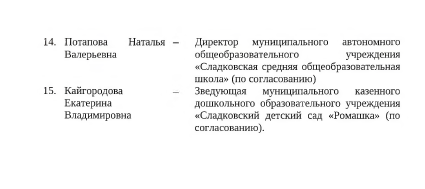 14. Потапова Наталья – Директор муниципального автономного
Валерьевна общеобразовательного учреждения
«Сладковская средняя общеобразовательная
школа» (по согласованию)
15. Кайгородова – Зведующая муниципального казенного
Екатерина дошкольного образовательного учреждения
Владимировна «Сладковский детский сад «Ромашка» (по
согласованию).